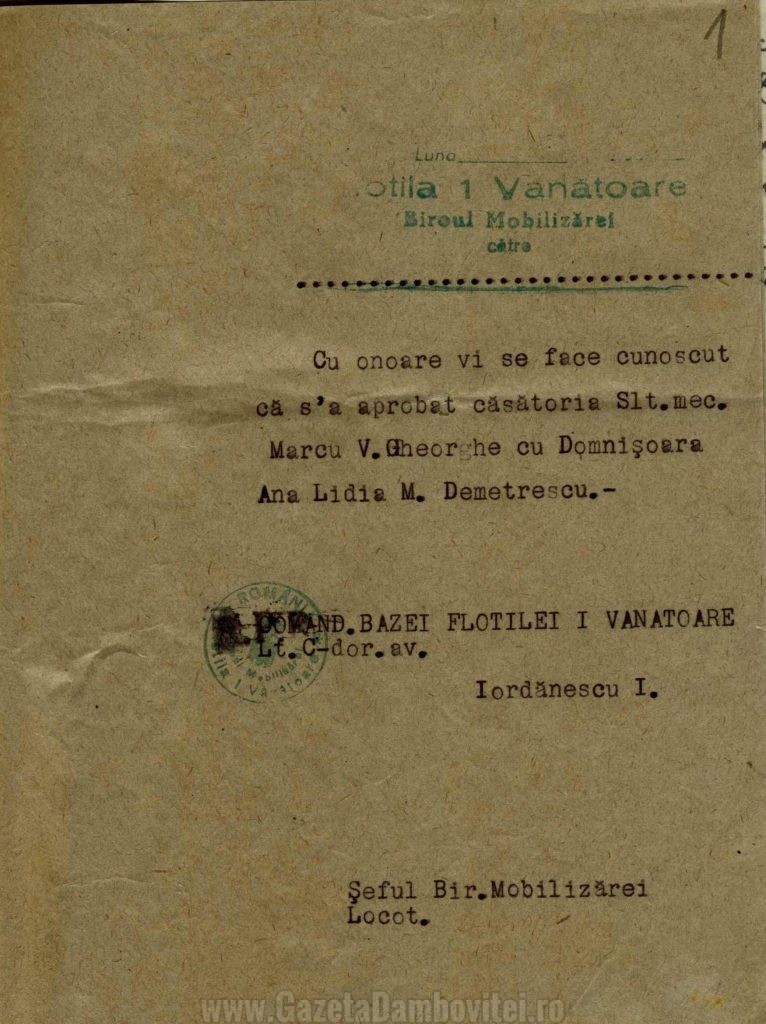 1
Luna
otila 1 Vanătoare
Biroul Mobilizărei
către
Cu onoare vi se face cunoscut
că s'a aprobat căsătoria Slt.mec.
Marcu V.Gheorghe cu Domnişoara
Ana Lidia M. Demetrescu.-
COMAND.BAZEI FLOTILEI I VANATOARE
Lt.C-dor.av.
Iordănescu I.
Şeful Bir.Mobilizărei
Locot.
www.GazetaDambovitei.ro